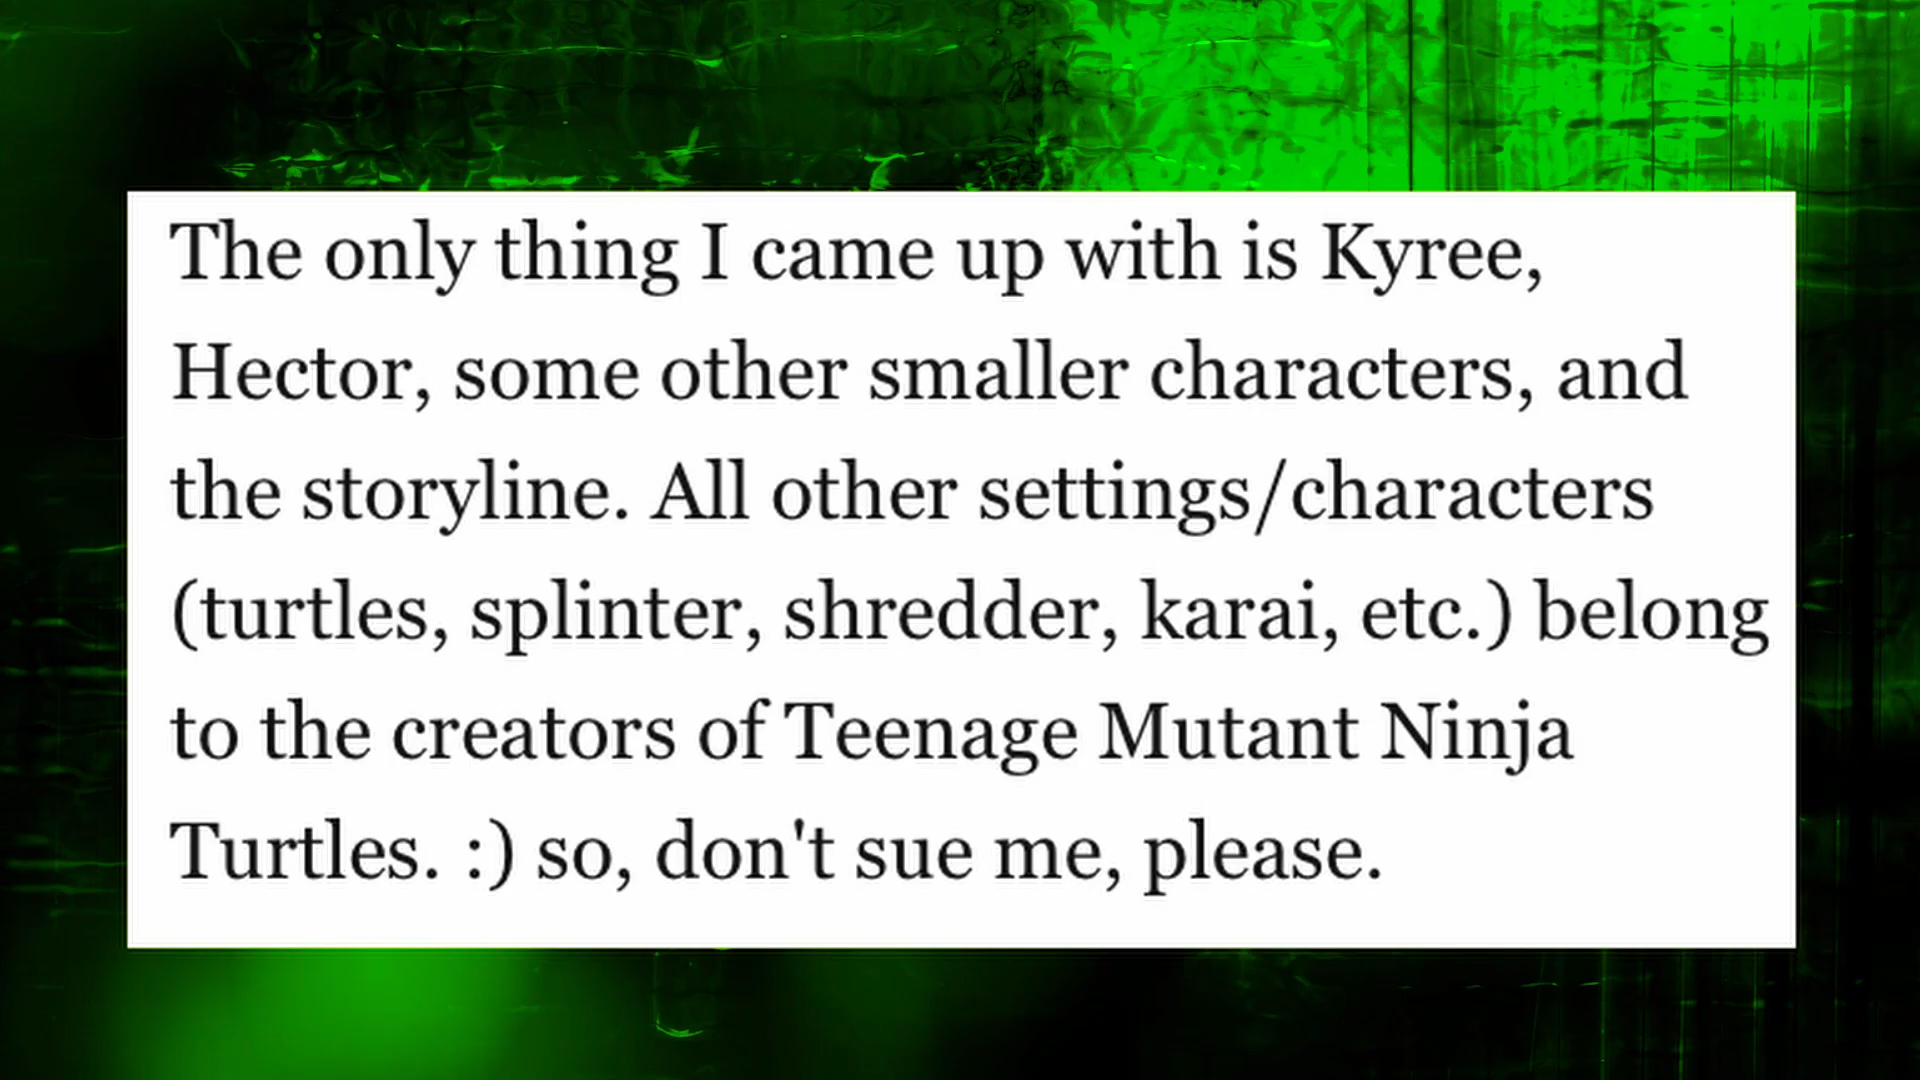 The only thing I came up with is Kyree,
Hector, some other smaller characters, and
the storyline. All other settings/characters
(turtles, splinter, shredder, karai, etc.) belong
to the creators of Teenage Mutant Ninja
Turtles. :) so, don't sue me, please.